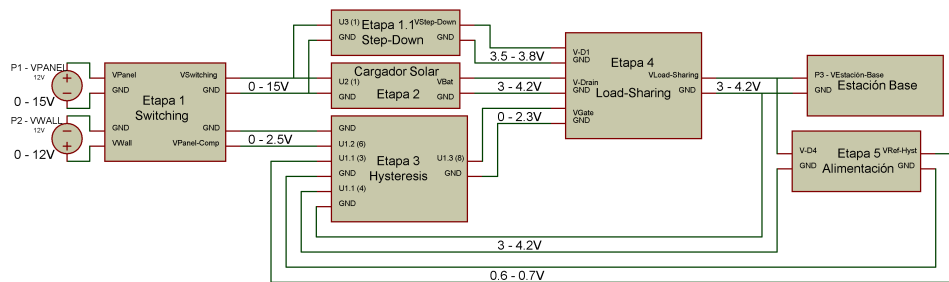 P1 - VPANEL
12V
0 - 15V
P2 - VWALL
12V
0 - 12V
VPanel
GND
GND
VWall
VSwitching
GND
GND
VPanel-Comp
Etapa 1
Switching
0 - 15V
0 - 2.5V
U3 (1)
GND
Etapa 1.1
Step-Down
VStep-Down
GND
3.5 - 3.8V
Cargador Solar
U2 (1)
GND
Etapa 2
VBat
GND
3 - 4.2V
GND
U1.2 (6)
U1.1 (3)
GND
U1.1 (4)
GND
Etapa 3
Hysteresis
U1.3 (8)
GND
0 - 2.3V
V-D1
GND
V-Drain
GND
VGate
GND
Etapa 4
Load-Sharing
VLoad-Sharing
GND
3 - 4.2V
P3 - VEstación-Base
GND
Estación Base
V-D4
GND
Etapa 5
Alimentación
VRef-Hyst
GND
3 - 4.2V
0.6 - 0.7V